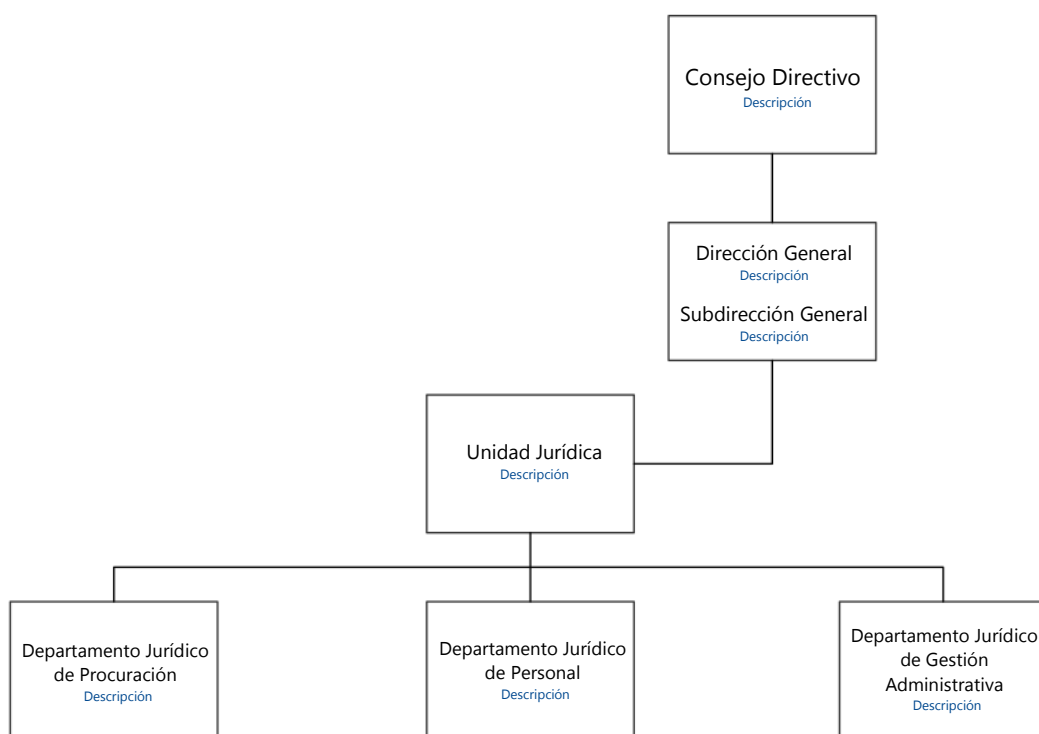 Consejo Directivo
Descripción
Dirección General
Descripción
Subdirección General
Descripción
Unidad Jurídica
Descripción
Departamento Jurídico
de Procuración
Descripción
Departamento Jurídico
de Personal
Descripción
Departamento Jurídico
de Gestión
Administrativa
Descripción